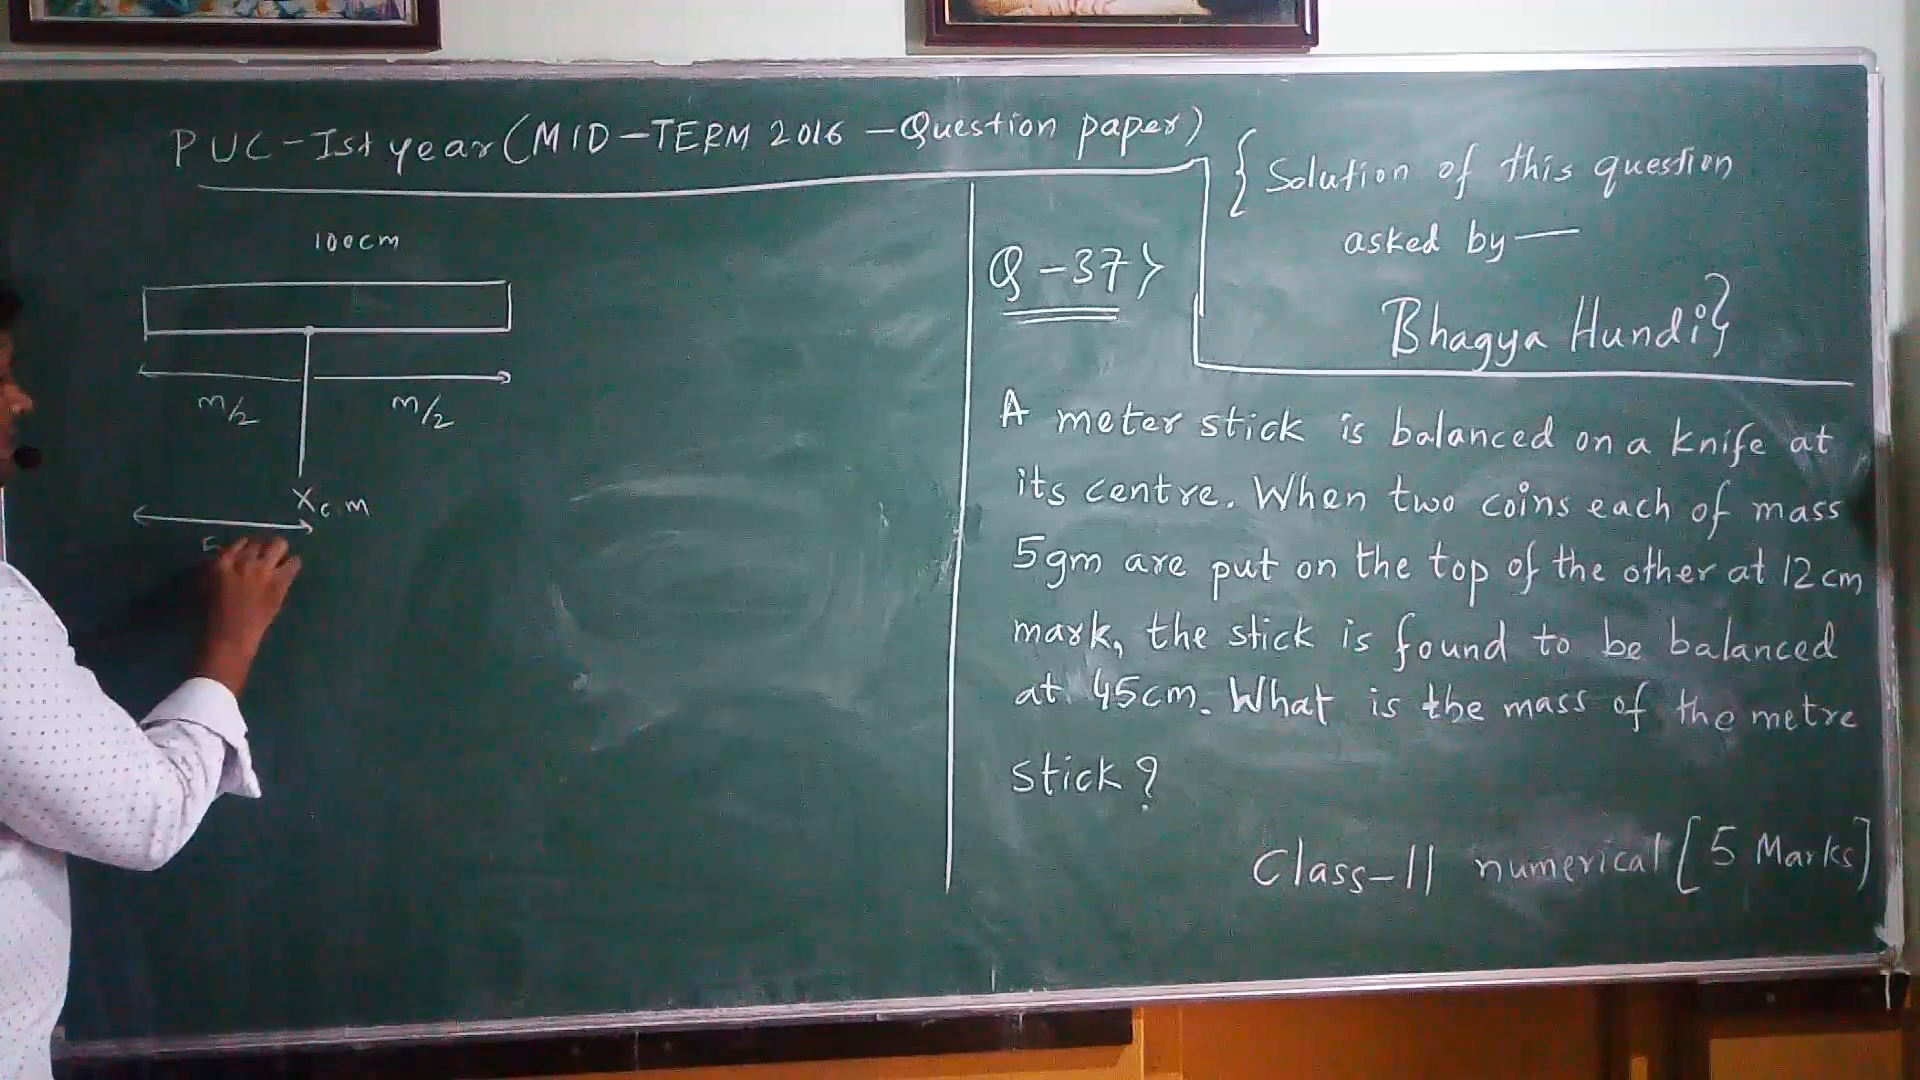 PUC-Ist year (MID-TERM 2016 - Question paper)
{Solution of this question
asked by —
Bhagya Hundi}
100cm
m/2 m/2
Xc.m
5
Q-37>
A meter stick is balanced on a knife at
its centre. When two coins each of mass
5gm are put on the top of the other at 12cm
mark, the stick is found to be balanced
at 45cm. What is the mass of the metre
stick?
Class-11 numerical [5 Marks]